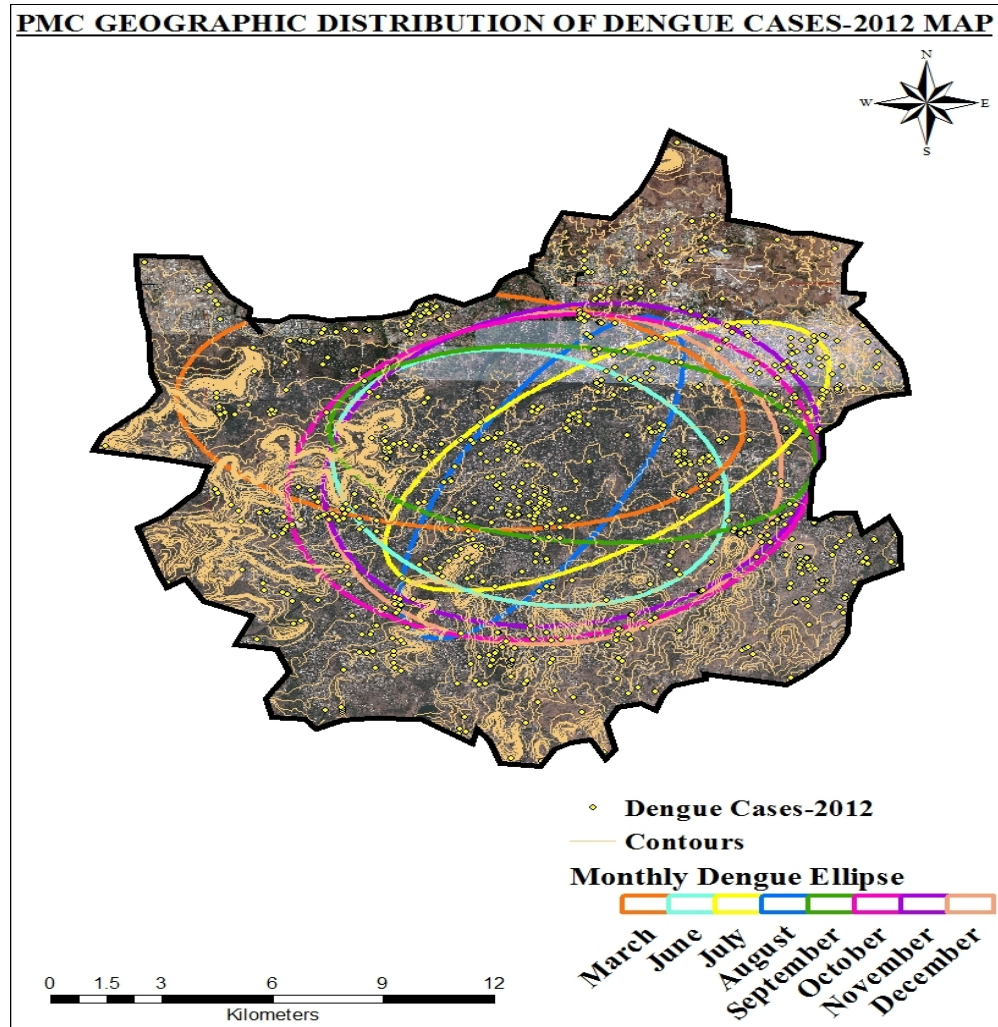 PMC GEOGRAPHIC DISTRIBUTION OF DENGUE CASES-2012 MAP
N
W E
S
Dengue Cases-2012
Contours
Monthly Dengue Ellipse
March June July August September October November December
0 1.5 3 6 9 12
Kilometers